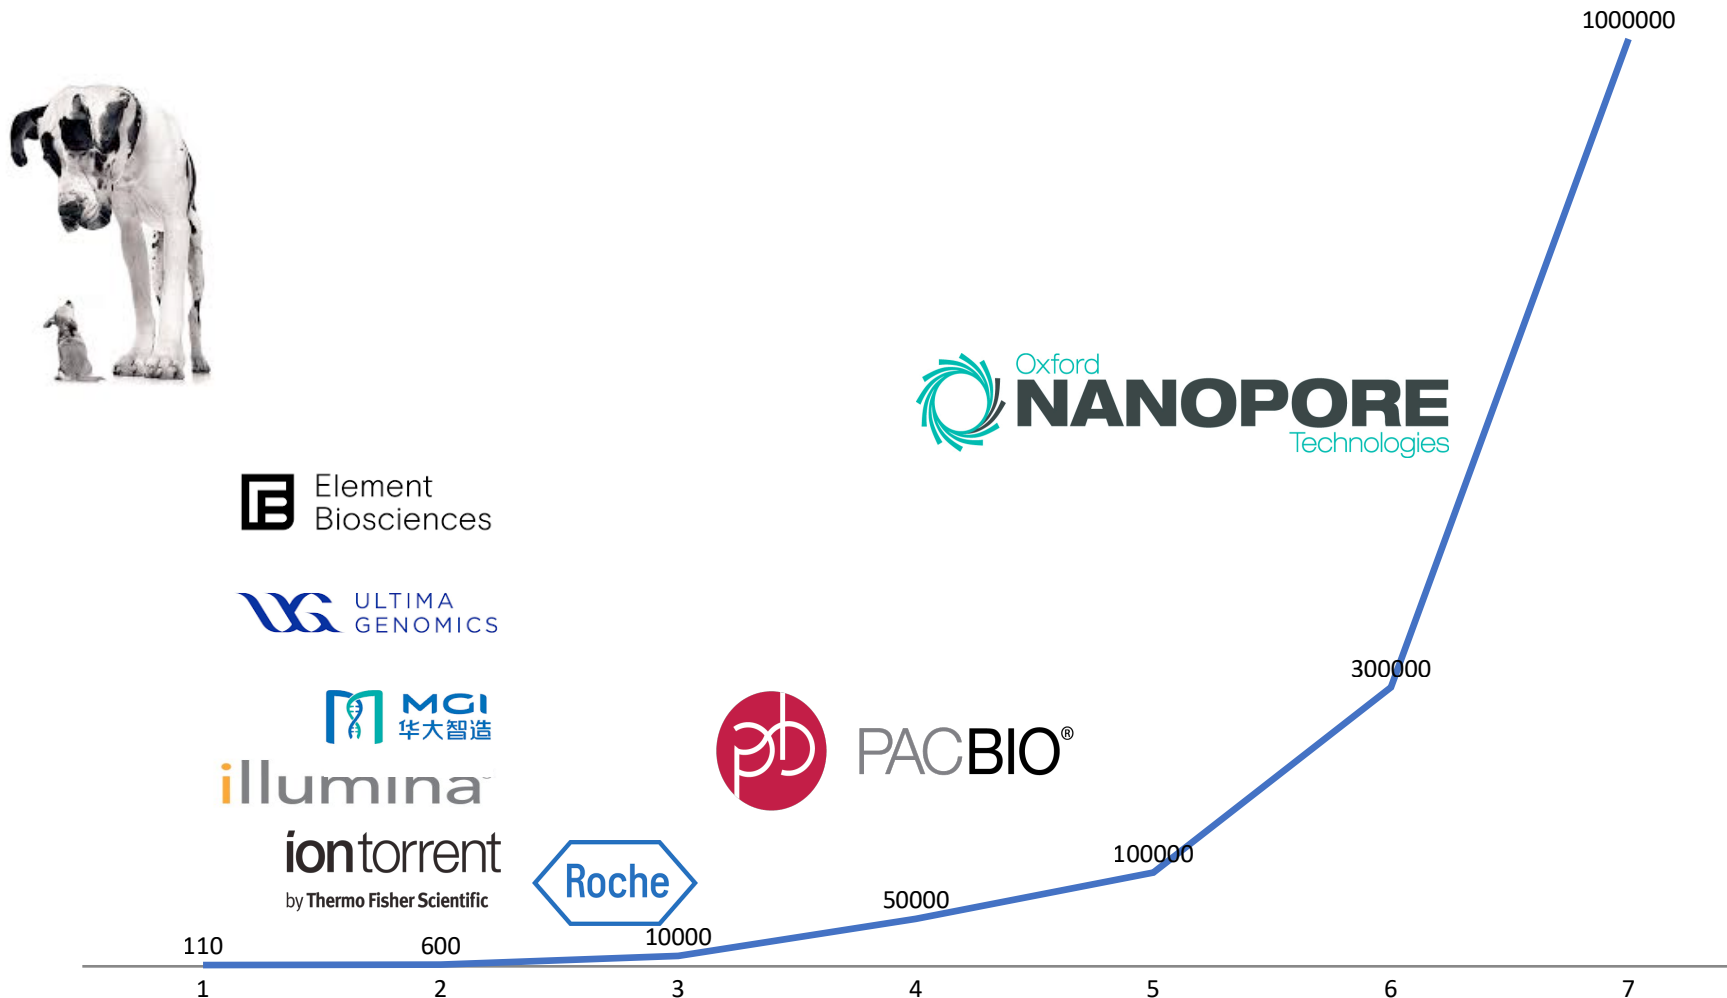 1000000
Oxford
NANOPORE
Technologies
Element
Biosciences
ULTIMA
GENOMICS
MGI
华大智造
300000
pb PACBIO®
illumina
iontorrent
by Thermo Fisher Scientific
Roche
100000
50000
10000
110
600
1 2 3 4 5 6 7